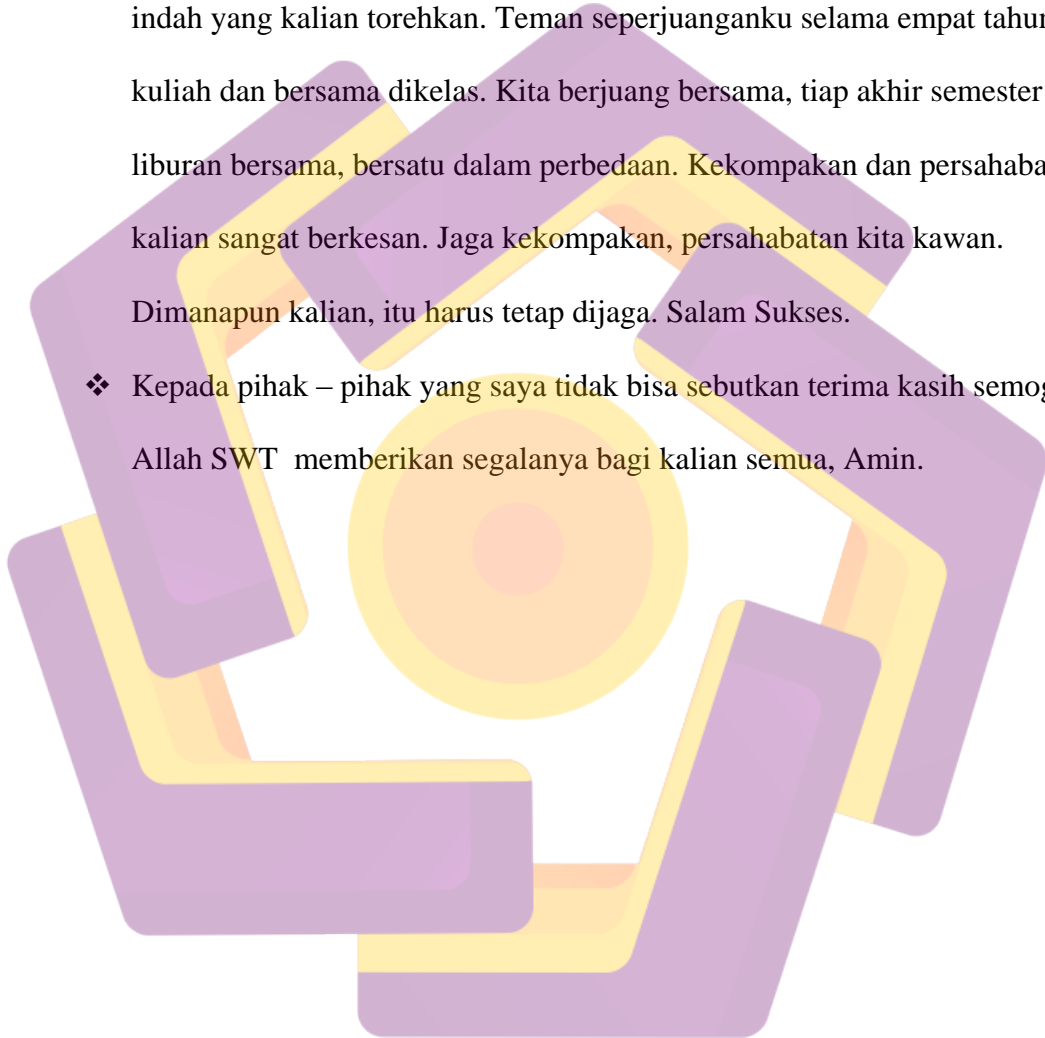 indah yang kalian torehkan. Teman seperjuanganku selama empat tahun
kuliah dan bersama dikelas. Kita berjuang bersama, tiap akhir semester
liburan bersama, bersatu dalam perbedaan. Kekompakan dan
kalian sangat berkesan. Jaga kekompakan, persahabatan kita kawan.
Dimanapun kalian, itu harus tetap dijaga. Salam Sukses.
❖ Kepada pihak – pihak yang saya tidak bisa sebutkan terima kasih
Allah SWT memberikan segalanya bagi kalian semua, Amin.